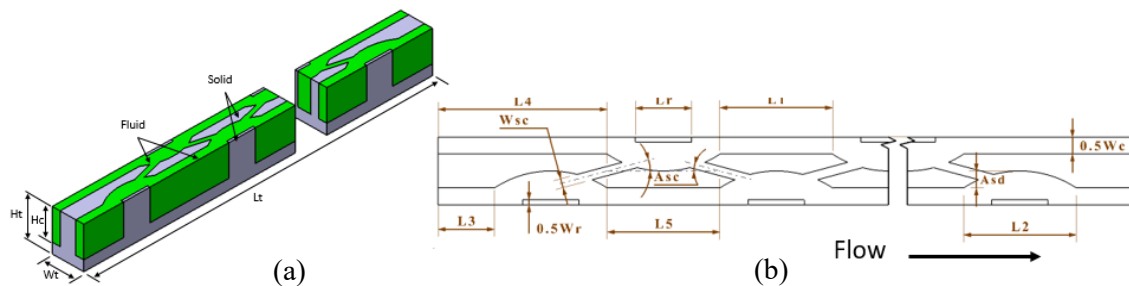 Solid
Fluid
Ht
Hc
Wt
Lt
(a)
L4
Lr
L1
Wsc
0.5Wc
Asc
Asd
L3
0.5Wr
L5
L2
Flow
(b)